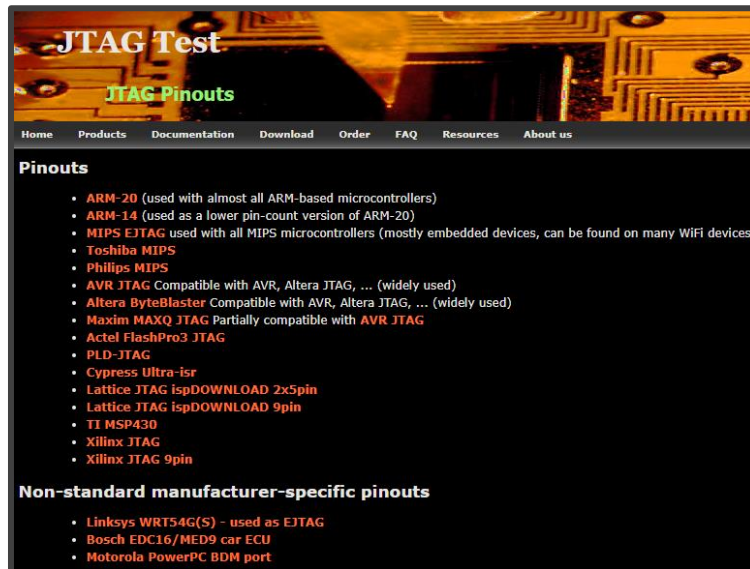 JTAG Test
JTAG Pinouts
Home Products Documentation Download Order FAQ Resources About us
Pinouts
• ARM-20 (used with almost all ARM-based microcontrollers)
• ARM-14 (used as a lower pin-count version of ARM-20)
• MIPS EJTAG used with all MIPS microcontrollers (mostly embedded devices, can be found on many WiFi devices
• Toshiba MIPS
• Philips MIPS
• AVR JTAG Compatible with AVR, Altera JTAG, ... (widely used)
• Altera ByteBlaster Compatible with AVR, Altera JTAG, ... (widely used)
• Maxim MAXQ JTAG Partially compatible with AVR JTAG
• Actel FlashPro3 JTAG
• PLD-JTAG
• Cypress Ultra-isr
• Lattice JTAG ispDOWNLOAD 2x5pin
• Lattice JTAG ispDOWNLOAD 9pin
• TI MSP430
• Xilinx JTAG
• Xilinx JTAG 9pin
Non-standard manufacturer-specific pinouts
• Linksys WRT54G(S) - used as EJTAG
• Bosch EDC16/MED9 car ECU
• Motorola PowerPC BDM port